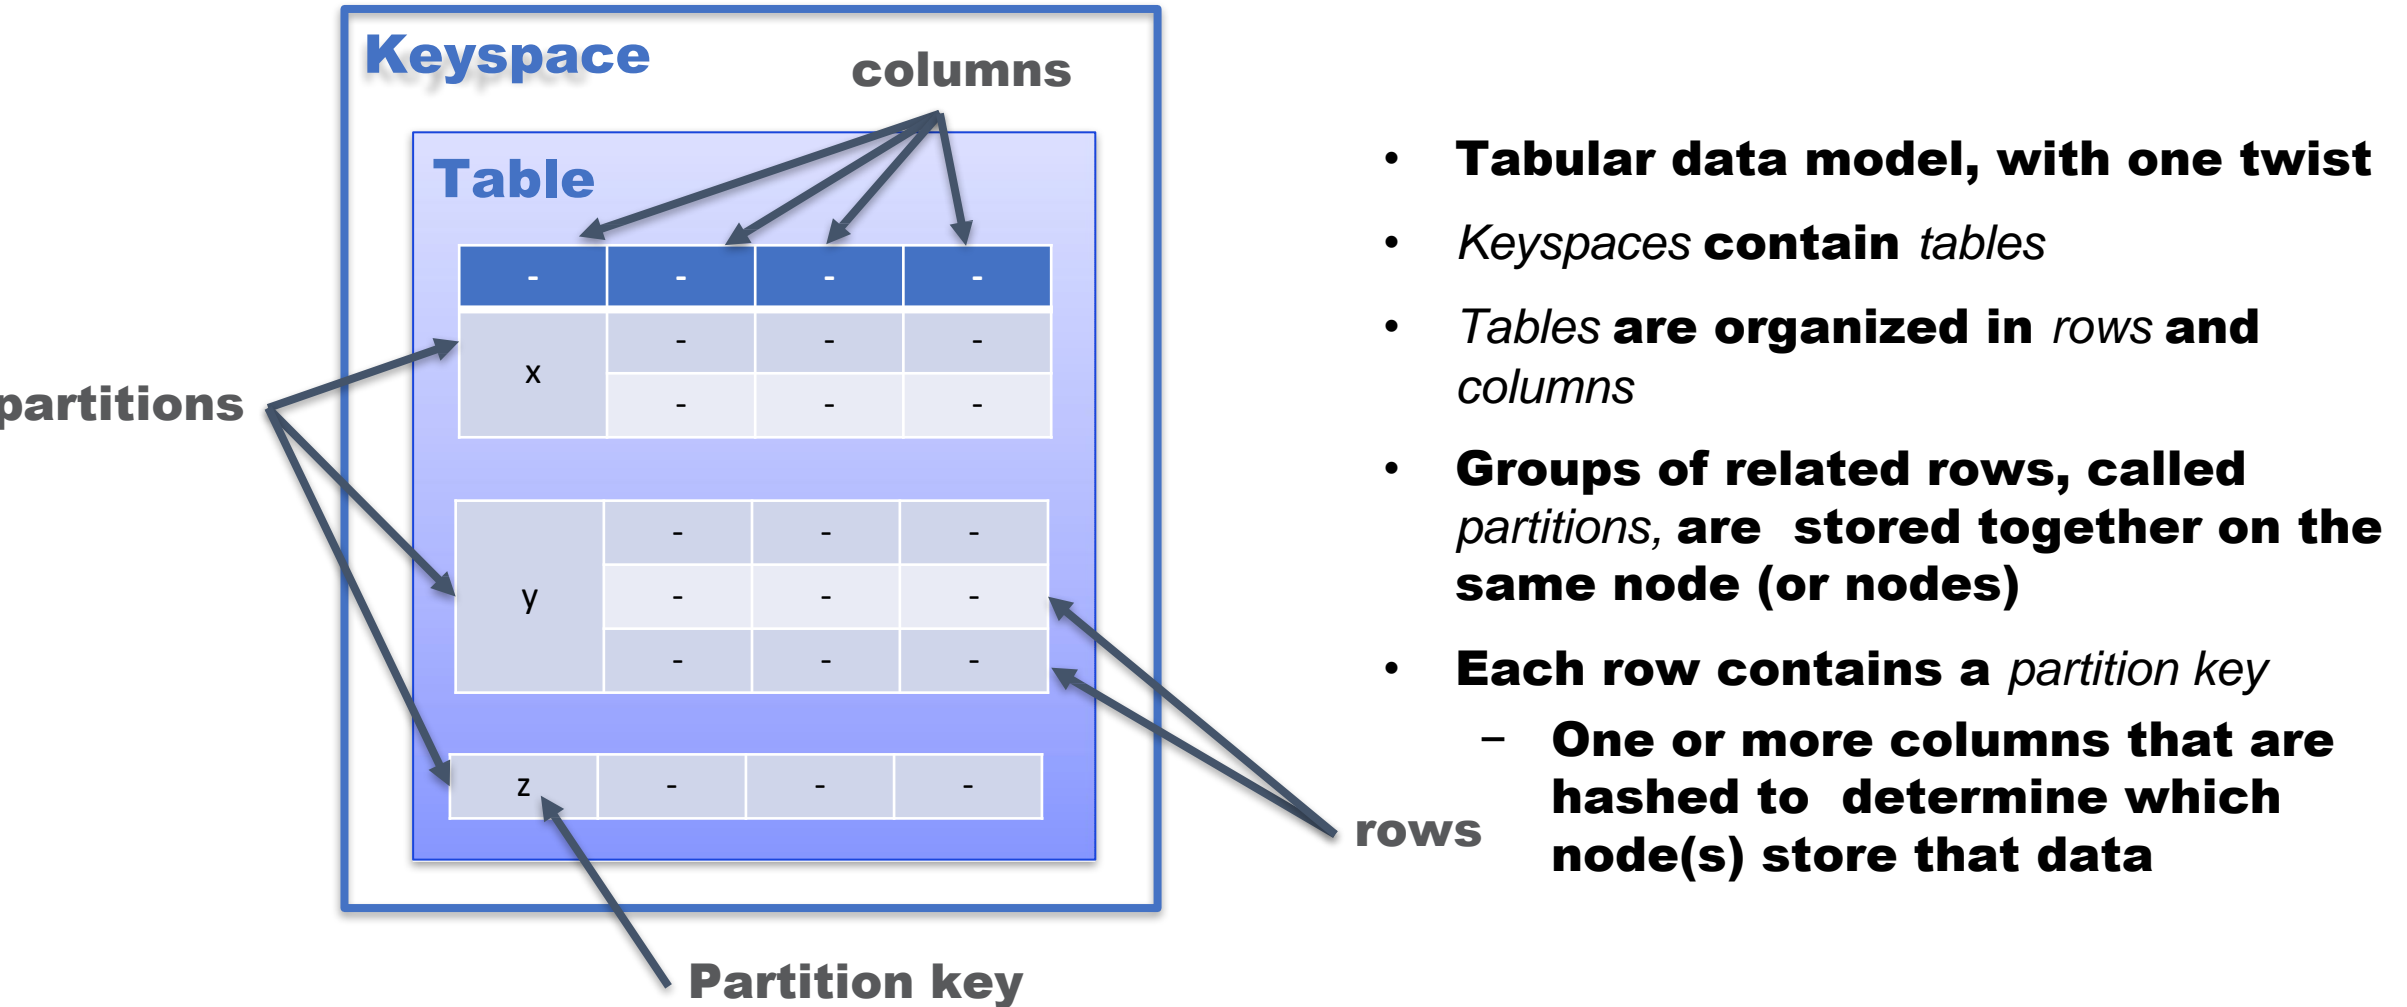 Keyspace
columns
Table
- - - -
x
- - -
- - -
partitions
y
- - -
- - -
- - -
z - - -
rows
Partition key
• Tabular data model, with one twist
• Keyspaces contain tables
• Tables are organized in rows and
columns
• Groups of related rows, called
partitions, are stored together on the
same node (or nodes)
• Each row contains a partition key
− One or more columns that are
hashed to determine which
node(s) store that data